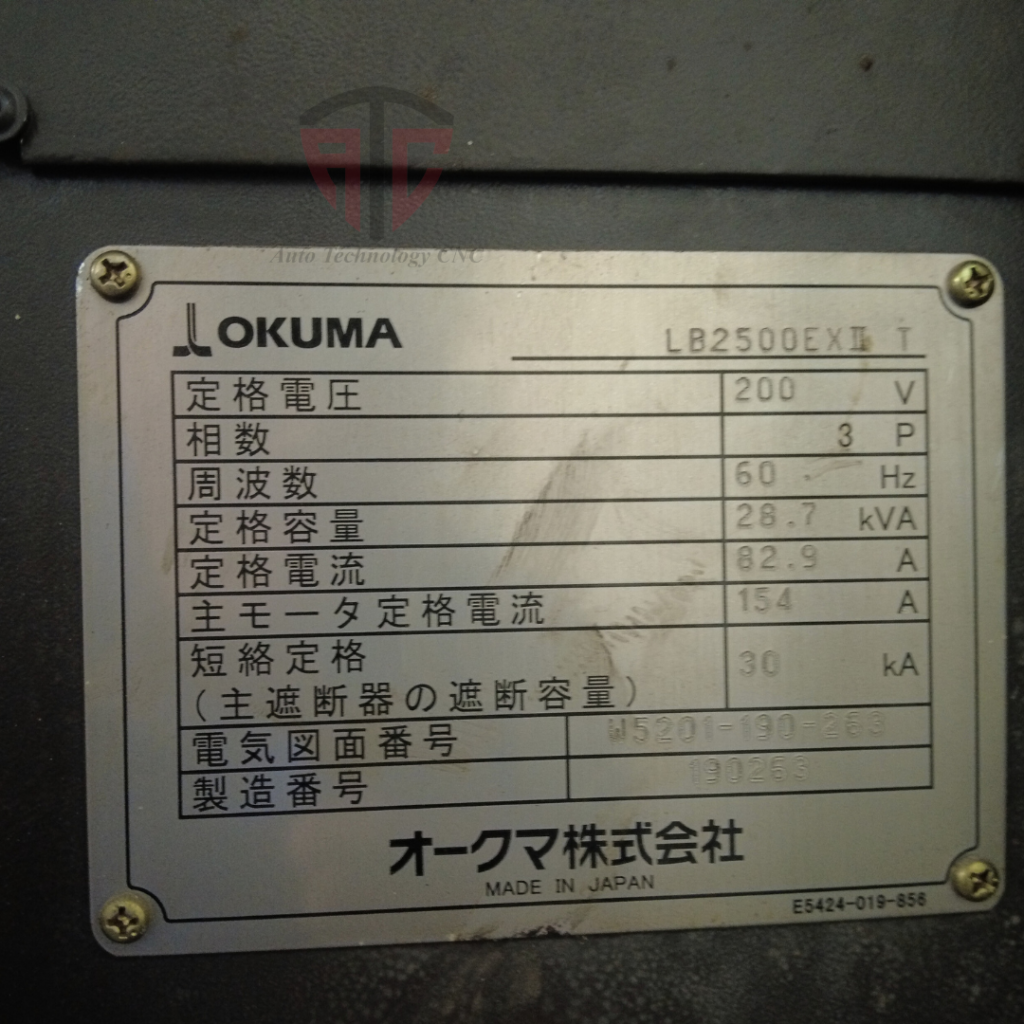 ATC
Auto Technology CNC
OKUMA
LB2500EXⅡ T
定格電圧 200 V
相数 3 P
周波数 60 Hz
定格容量 28.7 kVA
定格電流 82.9 A
主モータ定格電流 154 A
短絡定格 30 kA
(主遮断器の遮断容量)
電気図面番号 W5201-190-263
製造番号 190263
オークマ株式会社
MADE IN JAPAN
E5424-019-856